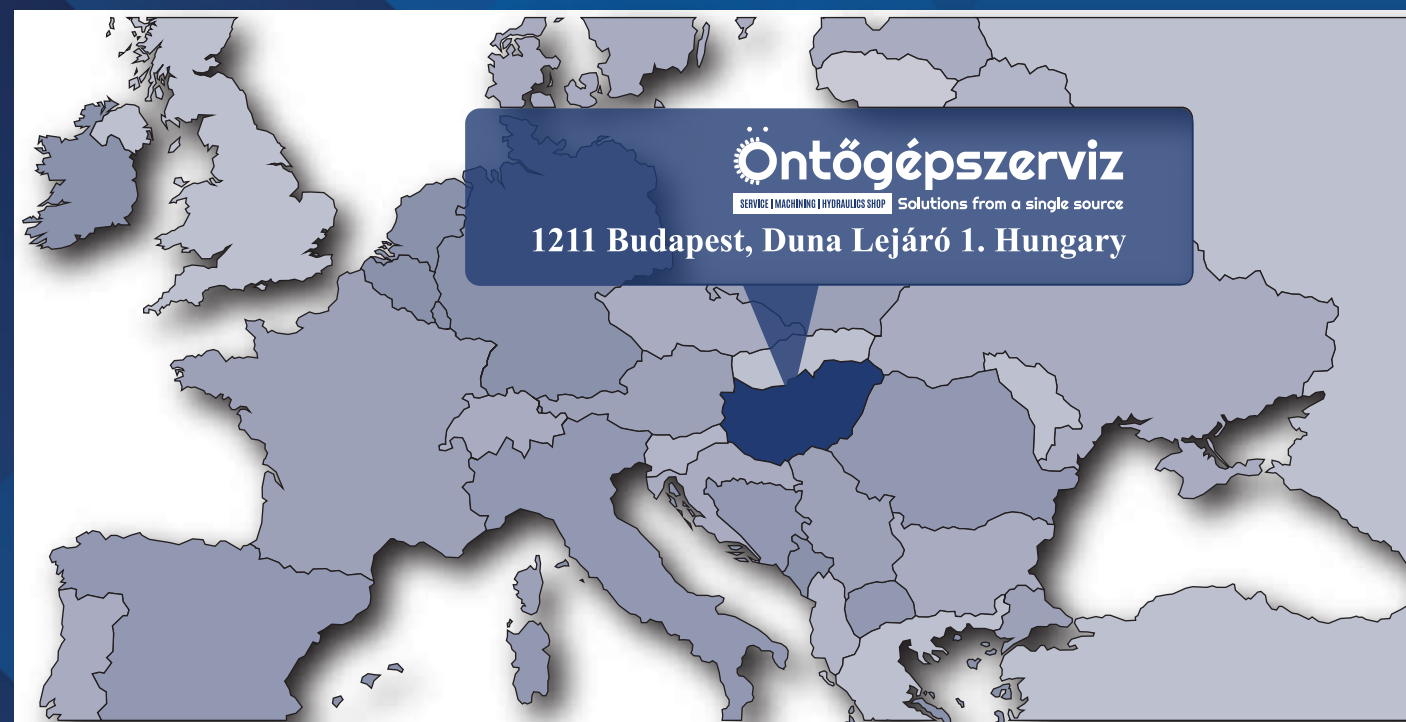 Öntőgépszerviz
SERVICE | MACHINING | HYDRAULICS SHOP Solutions from a single source
1211 Budapest, Duna Lejáró 1. Hungary